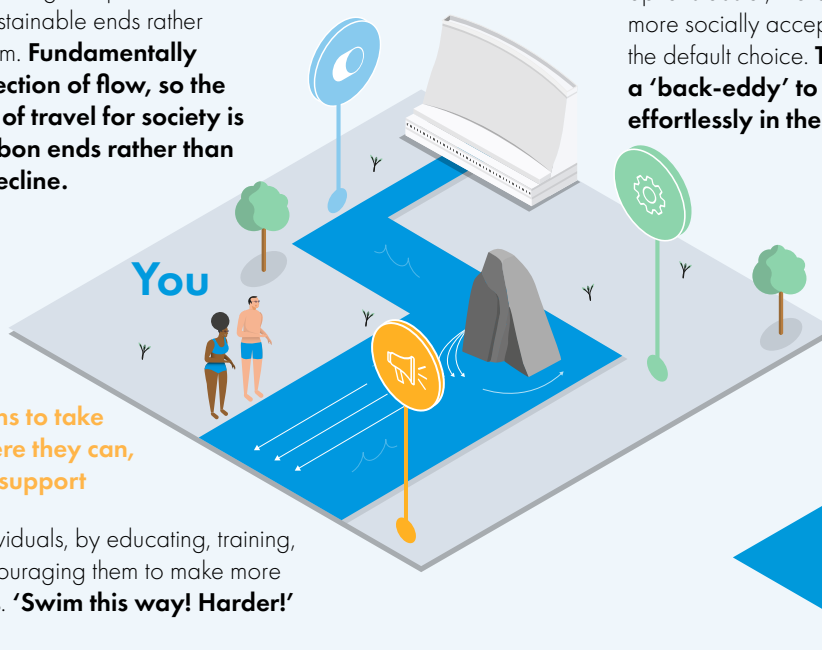 stainable ends rather
m. Fundamentally
ection of flow, so the
of travel for society is
bon ends rather than
ecline.
more socially accep
the default choice.
a ‘back-eddy’ to
effortlessly in the
You
ns to take
ere they can,
support
viduals, by educating, training,
ouraging them to make more
. ‘Swim this way! Harder!’